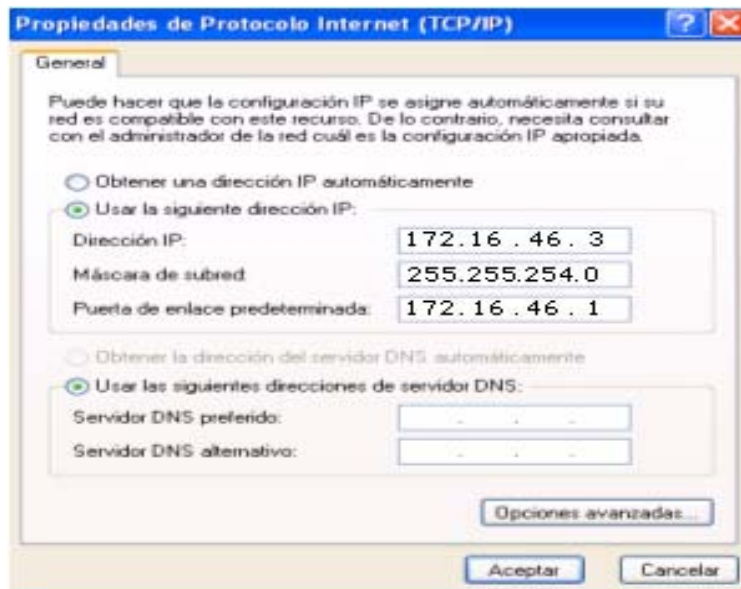 Propiedades de Protocolo Internet (TCP/IP)
General
Puede hacer que la configuración IP se asigne automáticamente si su
red es compatible con este recurso. De lo contrario, necesita consultar
con el administrador de la red cuál es la configuración IP apropiada.
Obtener una dirección IP automáticamente
Usar la siguiente dirección IP:
Dirección IP: 172.16 . 46 . 3
Máscara de subred: 255.255.254.0
Puerta de enlace predeterminada: 172.16 . 46 . 1
Obtener la dirección del servidor DNS automáticamente
Usar las siguientes direcciones de servidor DNS:
Servidor DNS preferido: . . .
Servidor DNS alternativo: . . .
Opciones avanzadas...
Aceptar Cancelar